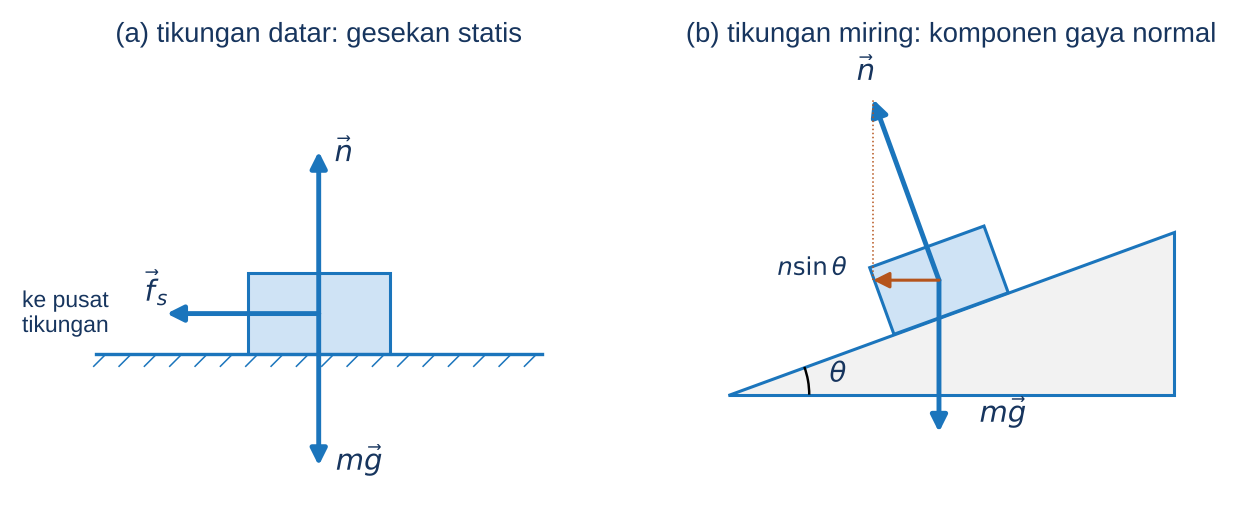 (a) tikungan datar: gesekan statis
n⃗
f⃗ₛ
ke pusat
tikungan
mg⃗
(b) tikungan miring: komponen gaya normal
n⃗
n sin θ
θ
mg⃗